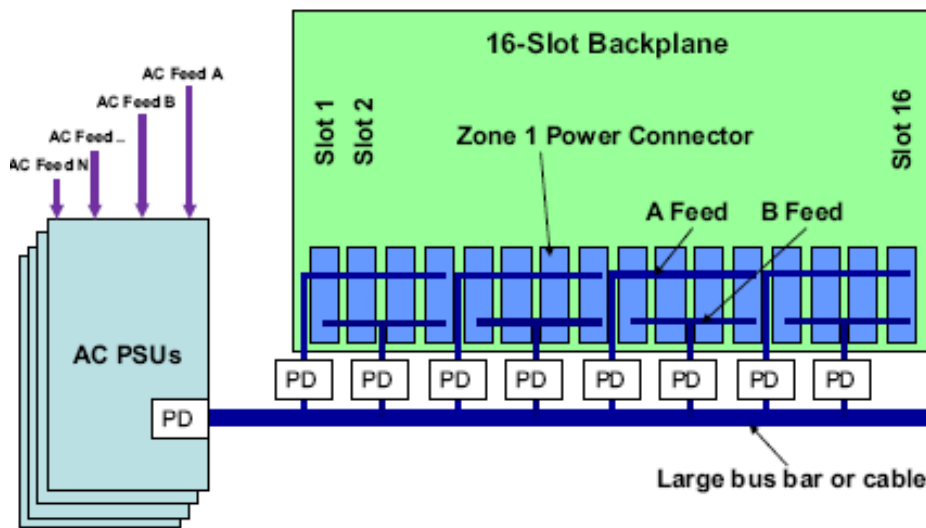 16-Slot Backplane
AC Feed A
AC Feed B
AC Feed ...
AC Feed N
Slot 1
Slot 2
Slot 16
Zone 1 Power Connector
A Feed
B Feed
AC PSUs
PD
PD
PD
PD
PD
PD
PD
PD
PD
Large bus bar or cable